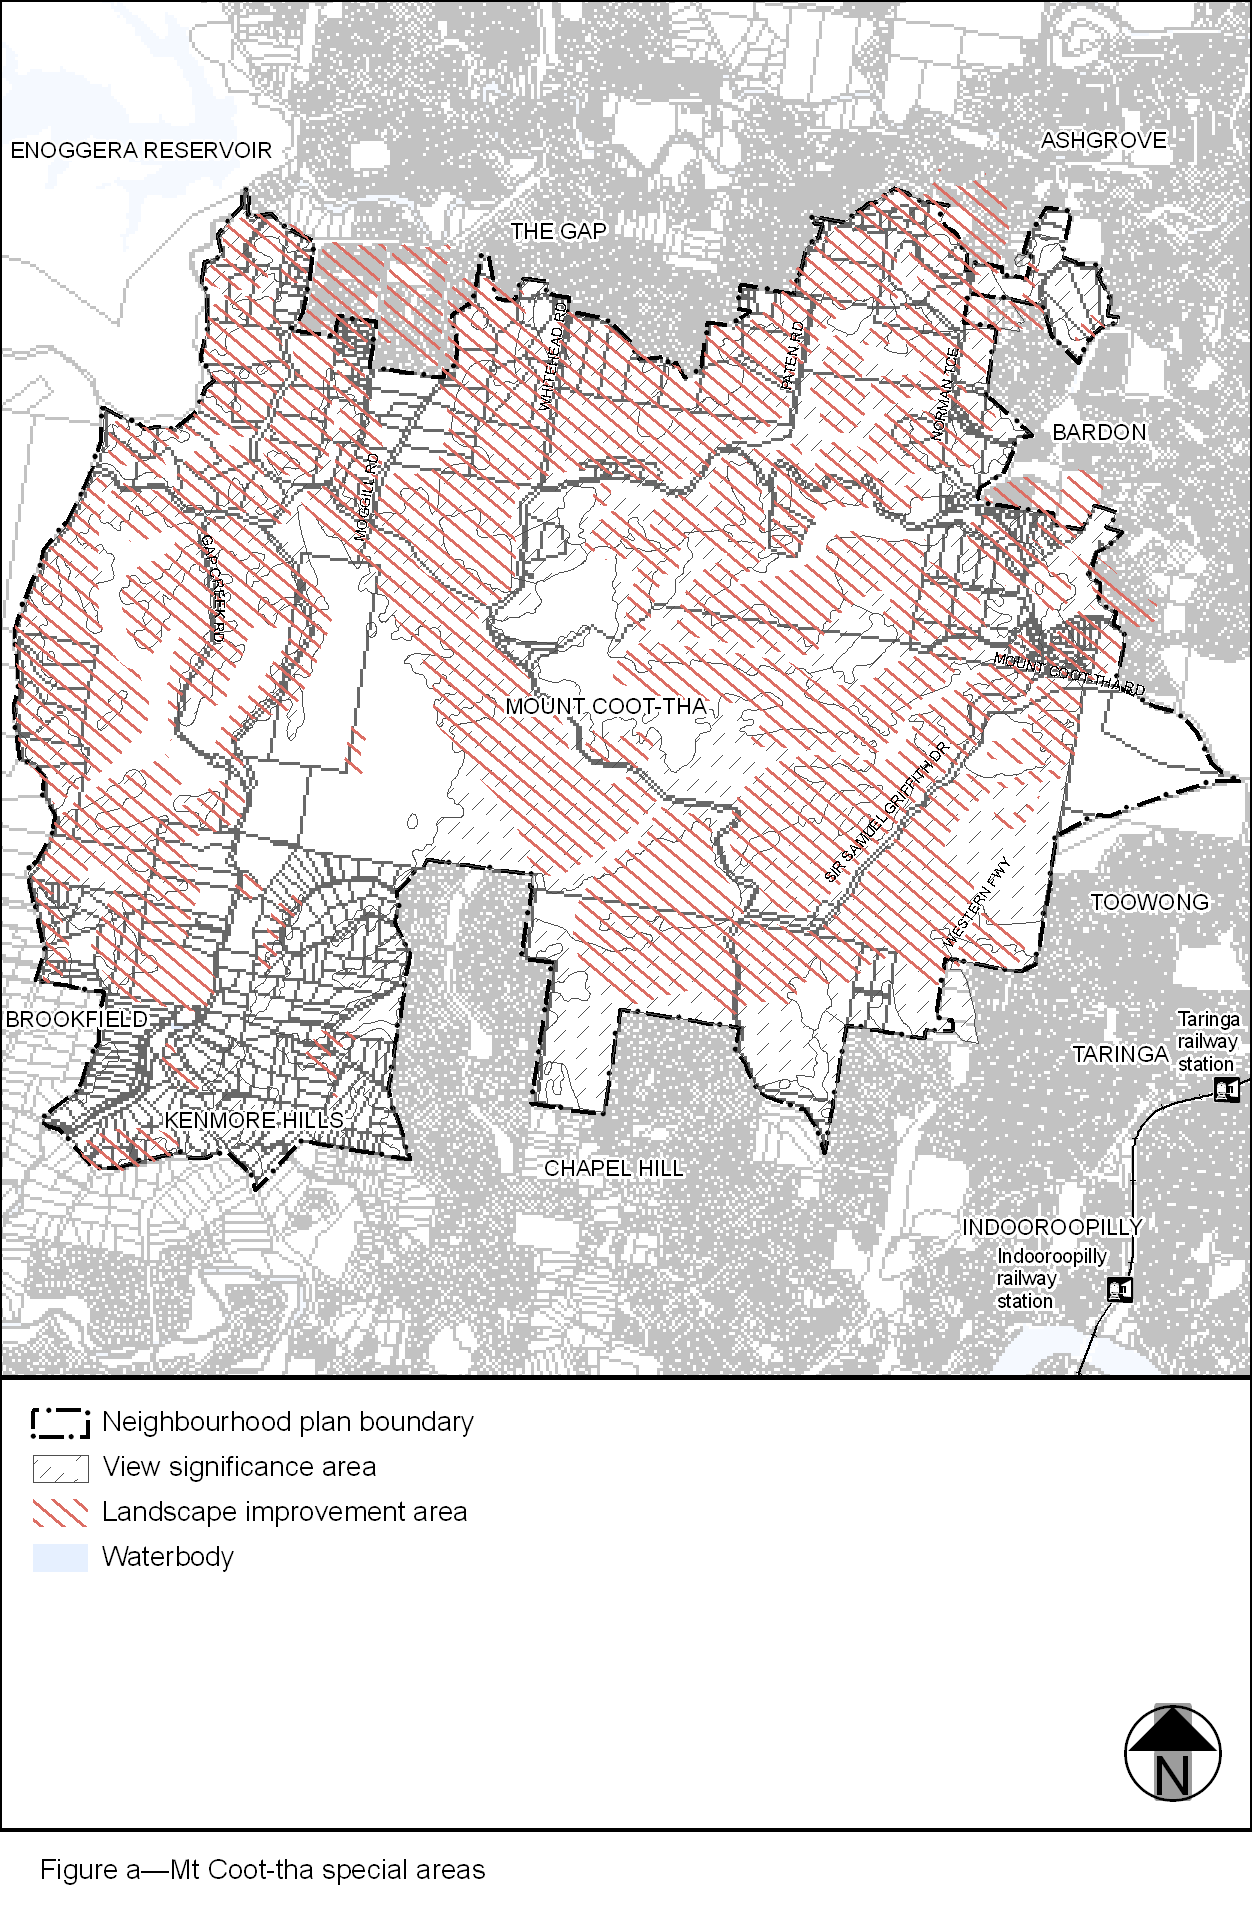 ENOGGERA RESERVOIR
ASHGROVE
THE GAP
WHITEHEAD RD
PATEN RD
NORMAN TCE
BARDON
MOGGILL RD
GAP CREEK RD
MOUNT COOT-THA RD
MOUNT COOT-THA
SIR SAMUEL GRIFFITH DR
WESTERN FWY
TOOWONG
BROOKFIELD
Taringa
railway
station
TARINGA
KENMORE HILLS
CHAPEL HILL
INDOOROOPILLY
Indooroopilly
railway
station
Neighbourhood plan boundary
View significance area
Landscape improvement area
Waterbody
N
Figure a—Mt Coot-tha special areas